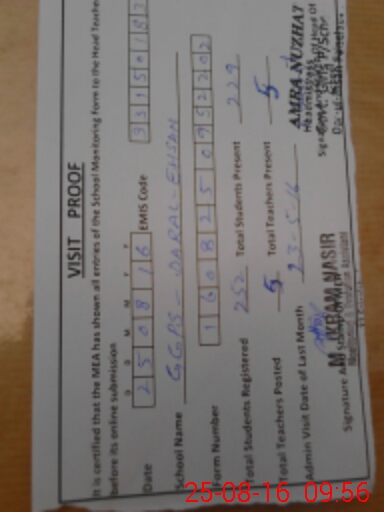 VISIT PROOF
It is certified that the MEA has shown all entries of the School Monitoring Form to the Head Teacher
before its online submission
D D M M Y Y
Date 2 5 0 8 1 6 EMIS Code 3 3 1 5 0 1 8 7
School Name GGPS - DARAL-EHSAN
Form Number 1 6 0 8 2 5 0 9 5 2 2 0 2
Total Students Registered 252 Total Students Present 229
Total Teachers Posted 5 Total Teachers Present 5
Admin Visit Date of Last Month 23-5-16
AMRA NUZHAT
Headmistress
M IKRAM NASIR
Signature And Stamp
25-08-16 09:56